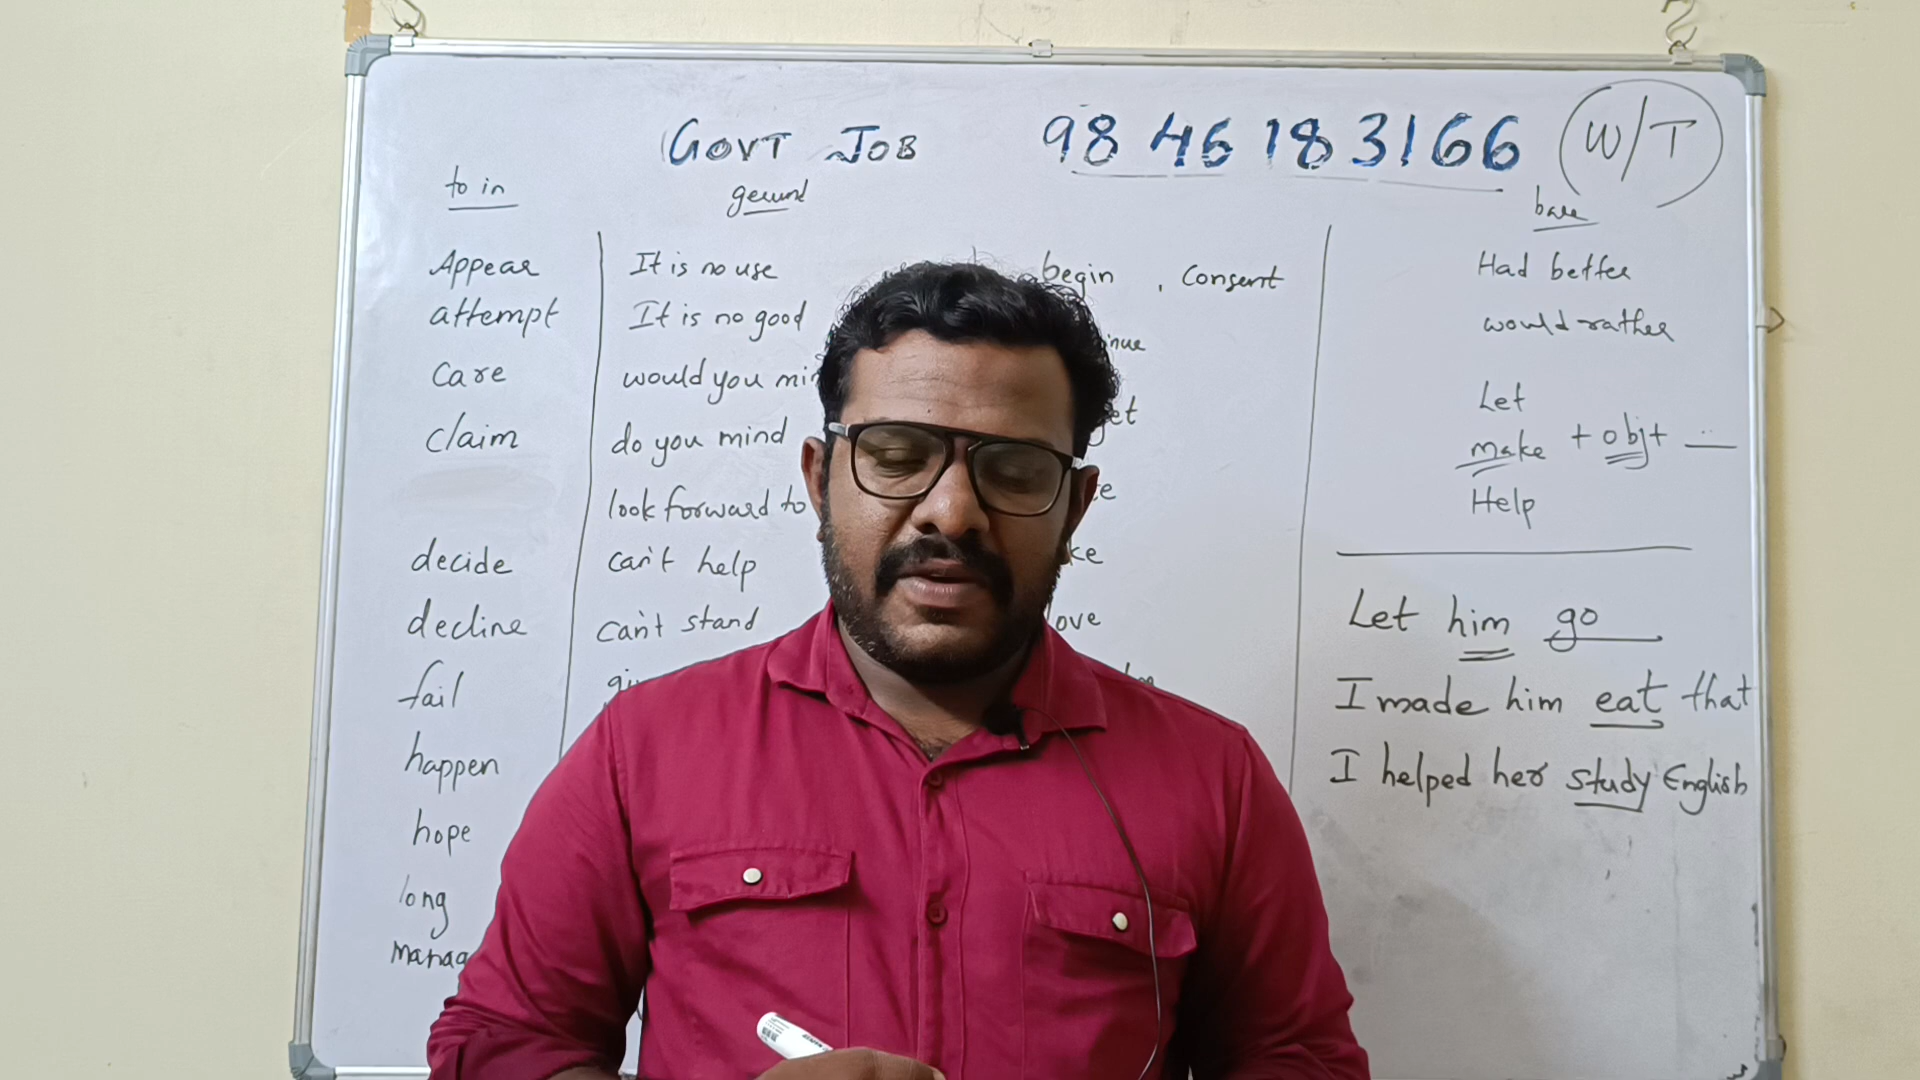 GOVT JOB 98 46 18 3166 W/T
to in
gerund
bare
Appear
attempt
care
claim
decide
decline
fail
happen
hope
long
It is no use
It is no good
would you
do you mind
look forward to
can't help
can't stand
begin , consent
love
Had better
would rather
Let
make + objt
Help
Let him go
I made him eat that
I helped her study English